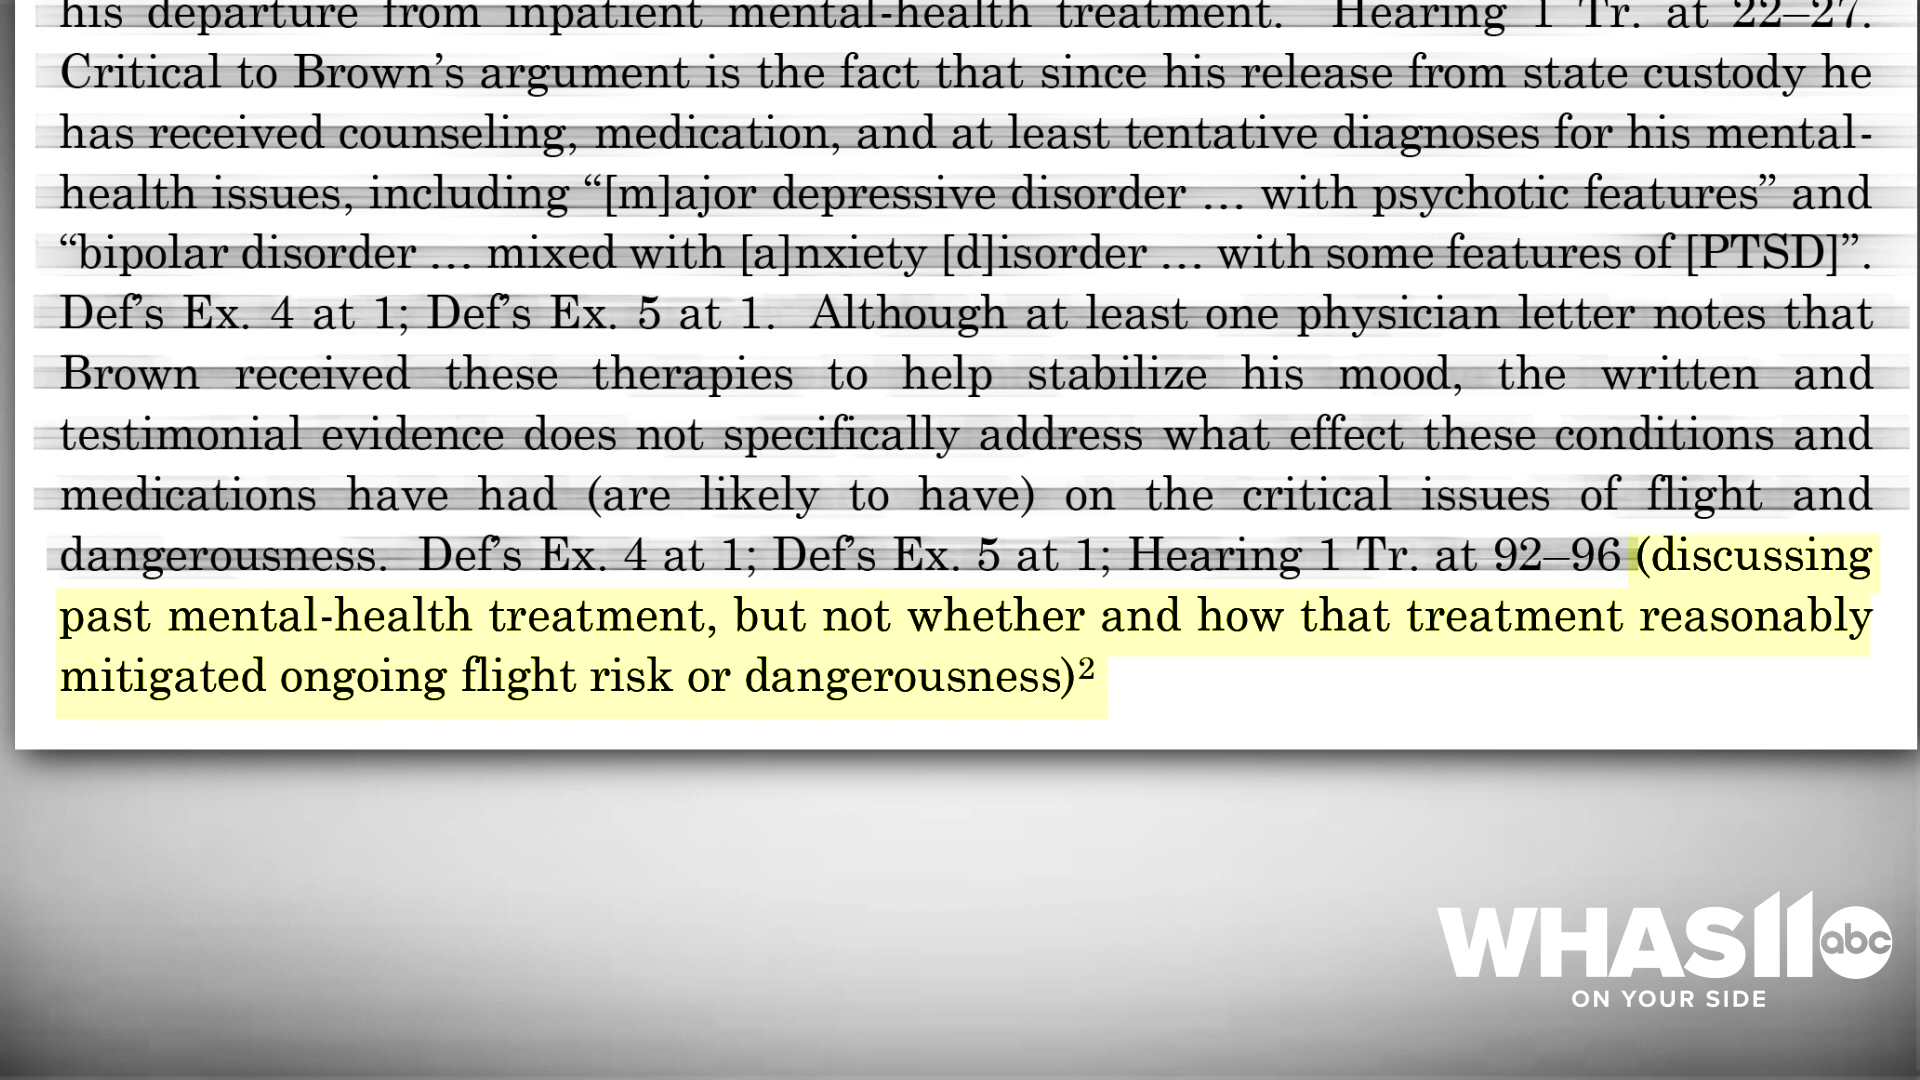 his departure from inpatient mental-health treatment. Hearing 1 Tr. at 22–27.
Critical to Brown’s argument is the fact that since his release from state custody he
has received counseling, medication, and at least tentative diagnoses for his mental-
health issues, including “[m]ajor depressive disorder … with psychotic features” and
“bipolar disorder … mixed with [a]nxiety [d]isorder … with some features of [PTSD]”.
Def’s Ex. 4 at 1; Def’s Ex. 5 at 1. Although at least one physician letter notes that
Brown received these therapies to help stabilize his mood, the written and
testimonial evidence does not specifically address what effect these conditions and
medications have had (are likely to have) on the critical issues of flight and
dangerousness. Def’s Ex. 4 at 1; Def’s Ex. 5 at 1; Hearing 1 Tr. at 92–96 (discussing
past mental-health treatment, but not whether and how that treatment reasonably
mitigated ongoing flight risk or dangerousness)²
WHAS11 abc
ON YOUR SIDE